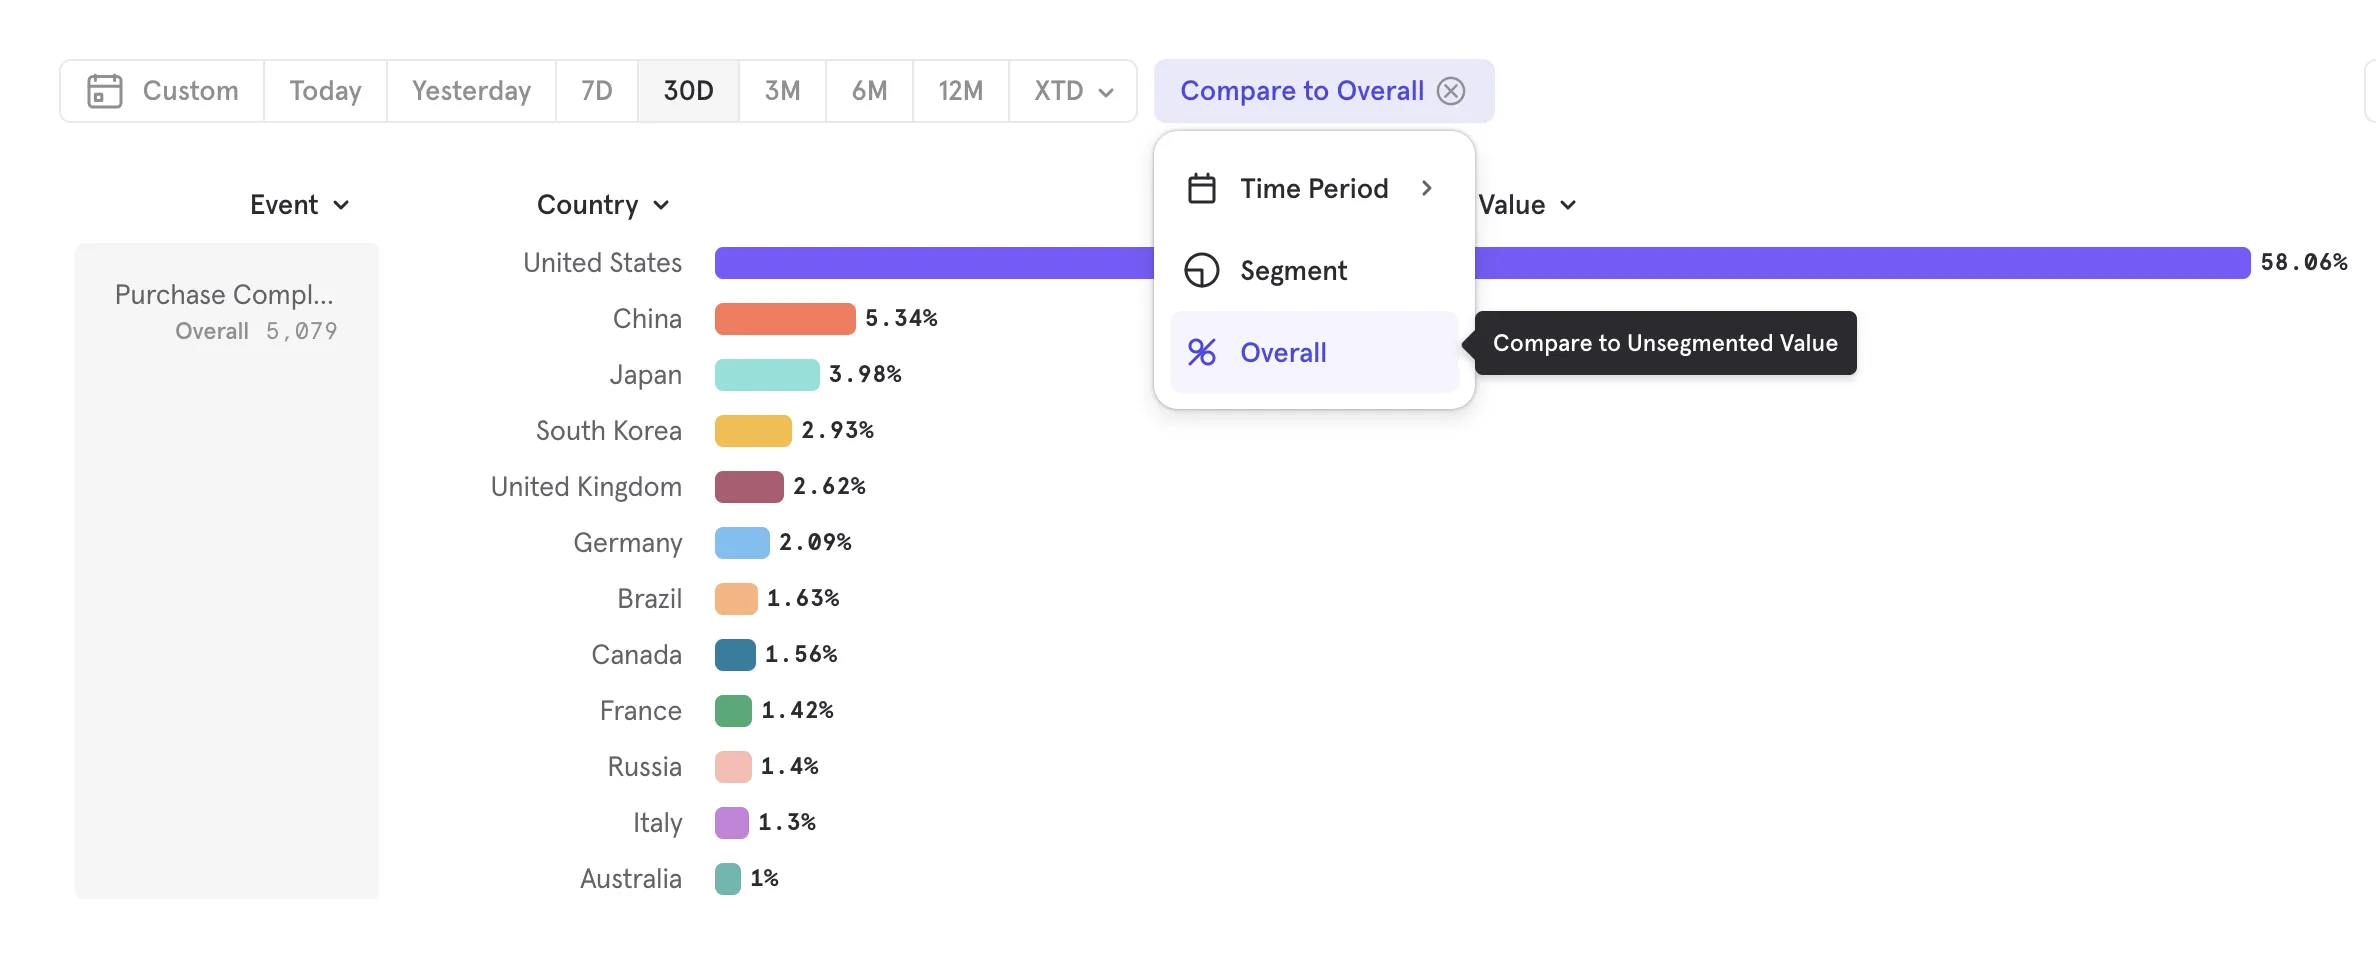 Custom
Today
Yesterday
7D
30D
3M
6M
12M
XTD
Compare to Overall
Time Period
Segment
Overall
Compare to Unsegmented Value
Event
Country
Value
Purchase Compl...
Overall 5,079
United States 58.06%
China 5.34%
Japan 3.98%
South Korea 2.93%
United Kingdom 2.62%
Germany 2.09%
Brazil 1.63%
Canada 1.56%
France 1.42%
Russia 1.4%
Italy 1.3%
Australia 1%